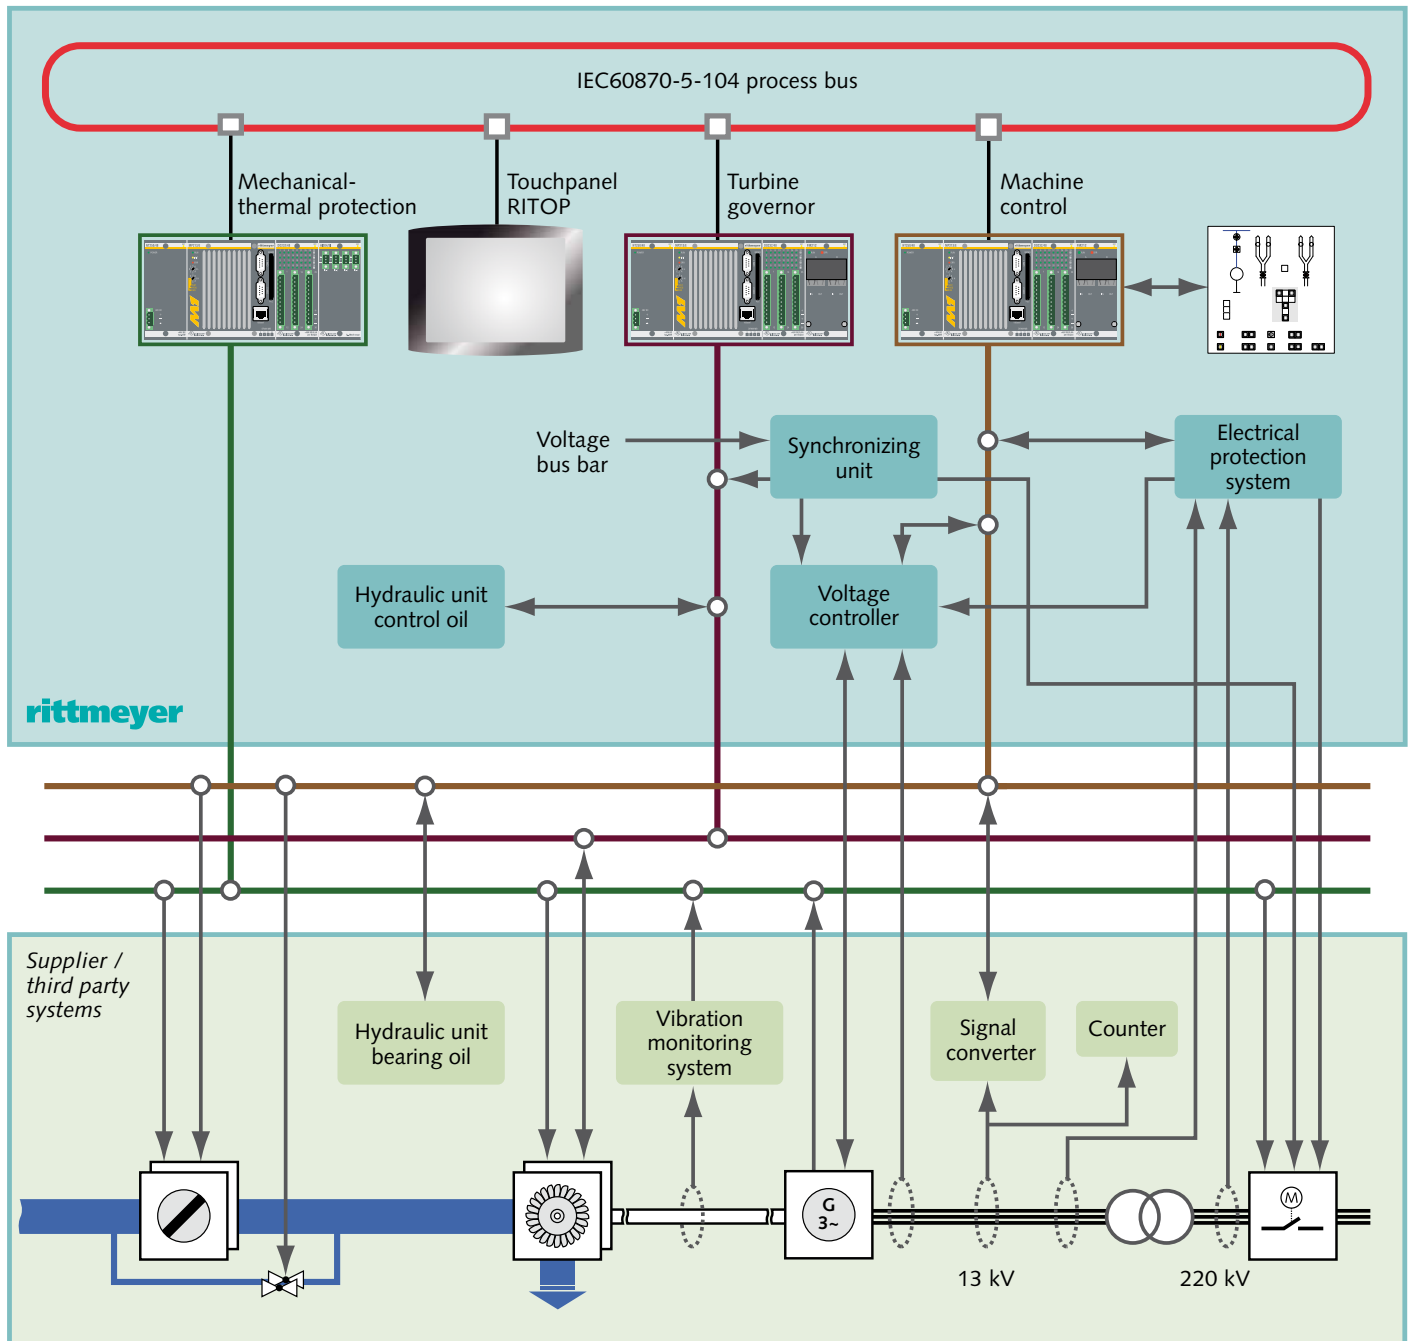 IEC60870-5-104 process bus
Mechanical-
thermal protection
Touchpanel
RITOP
Turbine
governor
Machine
control
Voltage
bus bar
Synchronizing
unit
Electrical
protection
system
Hydraulic unit
control oil
Voltage
controller
rittmeyer
Supplier /
third party
systems
Hydraulic unit
bearing oil
Vibration
monitoring
system
Signal
converter
Counter
G
3~
M
13 kV
220 kV